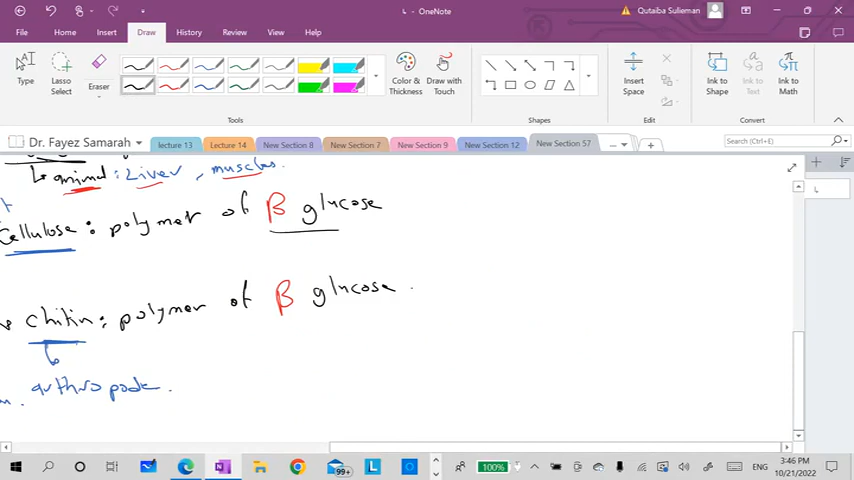 4 - OneNote
Qutaiba Sulieman
File Home Insert Draw History Review View Help
Type
Lasso Select
Eraser
Color & Thickness
Draw with Touch
Insert Space
Ink to Shape
Ink to Text
Ink to Math
Tools Shapes Edit Convert
Dr. Fayez Samarah lecture 13 Lecture 14 New Section 8 New Section 7 New Section 9 New Section 12 New Section 57
Search (Ctrl+E)
animal: Liver, muscles.
Cellulose: polymer of β glucose
chitin: polymer of β glucose.
arthropoda.
99+
100%
ENG
3:46 PM
10/21/2022